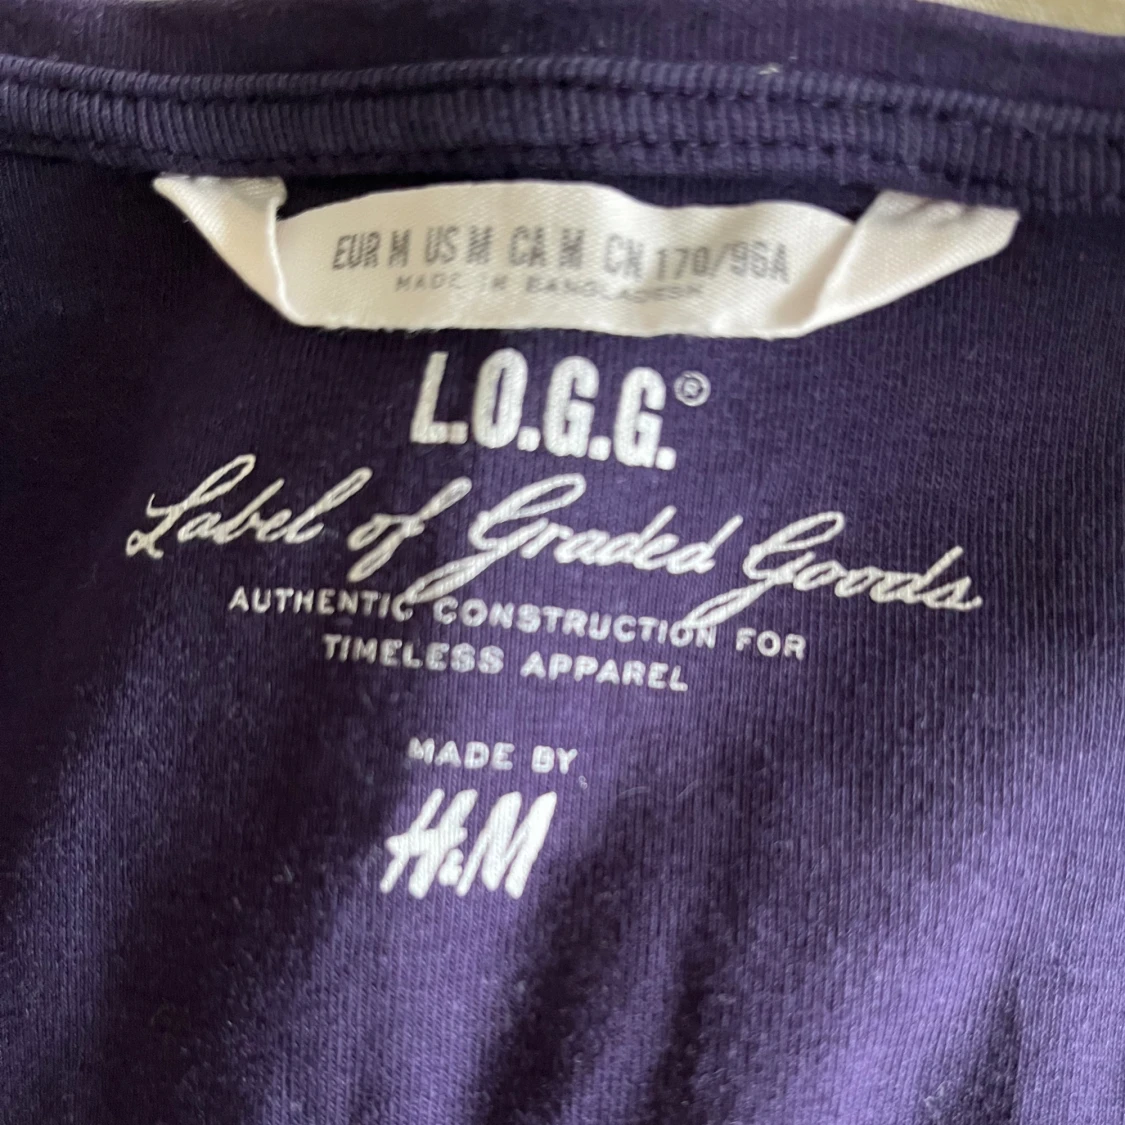 EUR M US M CA M CN 170/96A
MADE IN BANGLADESH
L.O.G.G.®
Label of Graded Goods
AUTHENTIC CONSTRUCTION FOR
TIMELESS APPAREL
MADE BY
H&M